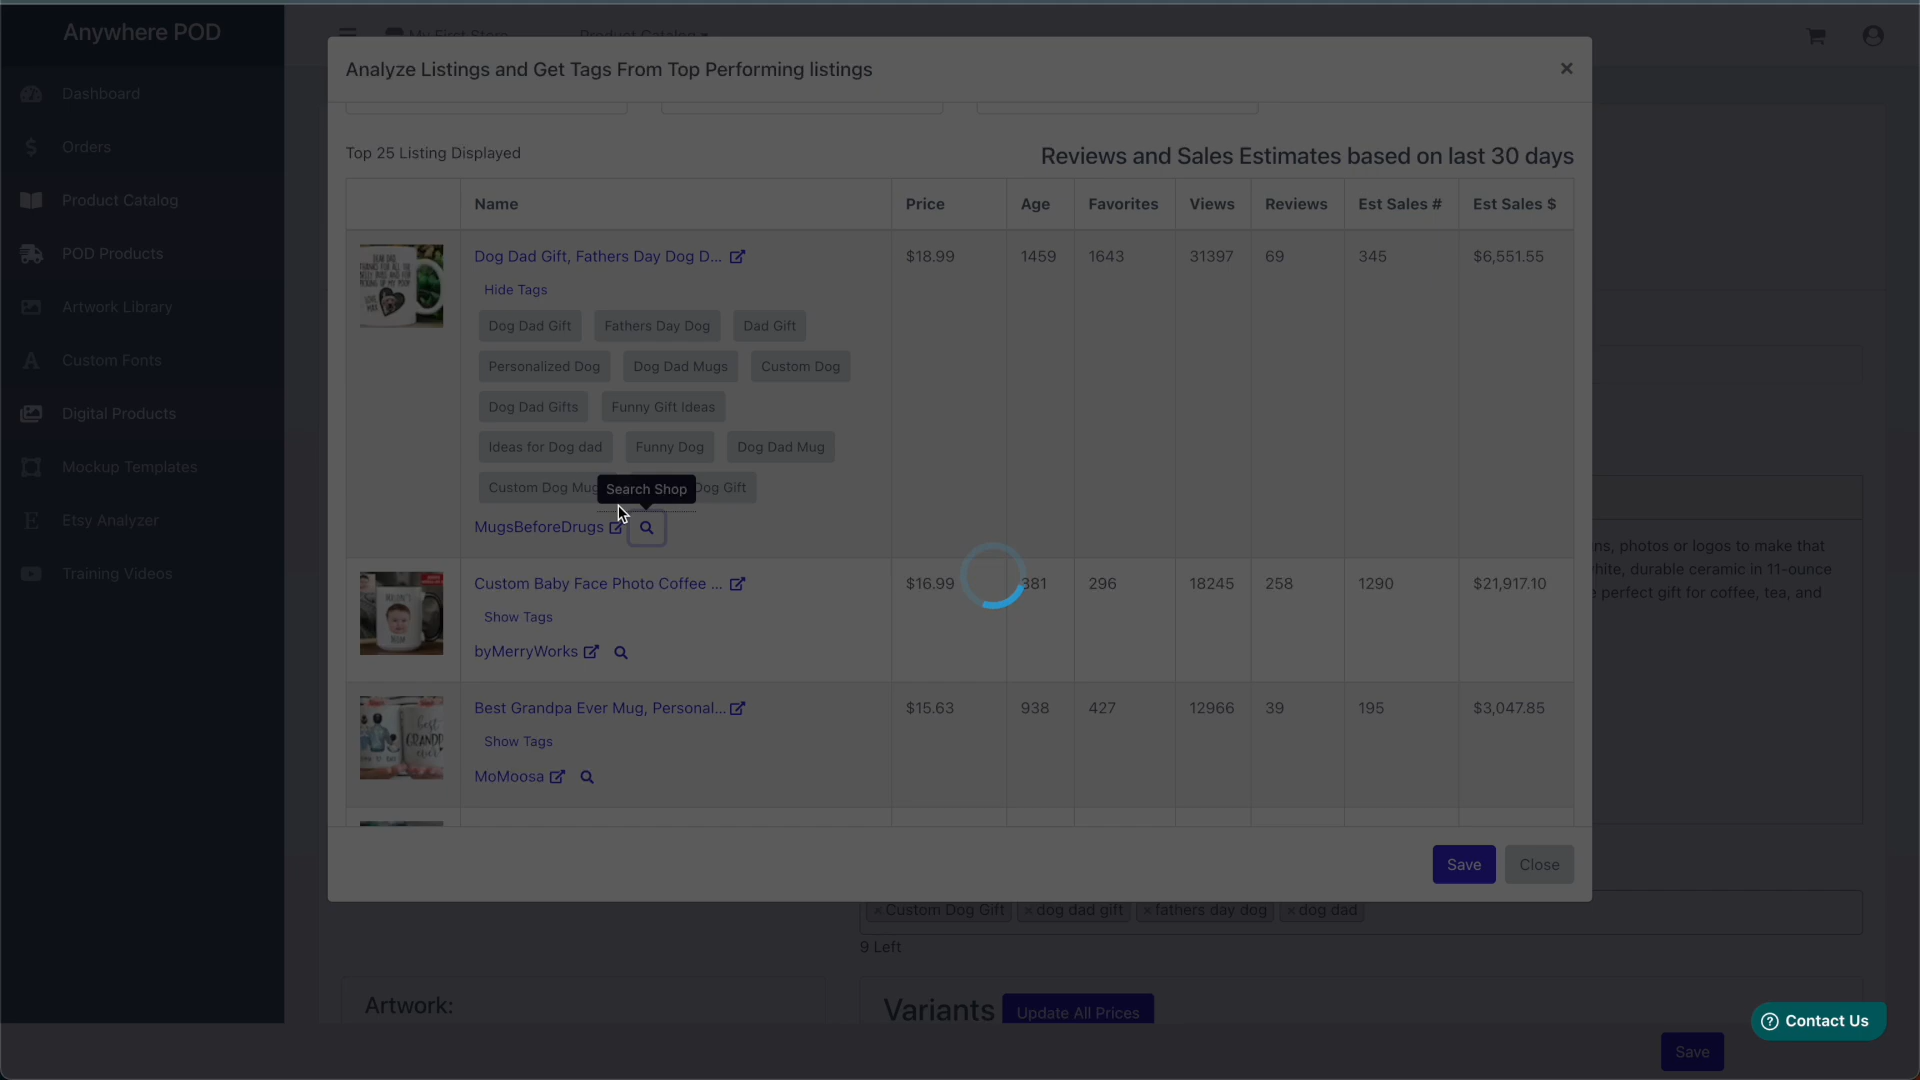 Anywhere POD
Dashboard
Orders
Product Catalog
POD Products
Artwork Library
Custom Fonts
Digital Products
Mockup Templates
Etsy Analyzer
Training Videos
My First Store
Product Catalog
Analyze Listings and Get Tags From Top Performing listings
×
Top 25 Listing Displayed
Reviews and Sales Estimates based on last 30 days
Name Price Age Favorites Views Reviews Est Sales # Est Sales $
Dog Dad Gift, Fathers Day Dog D... $18.99 1459 1643 31397 69 345 $6,551.55
Hide Tags
Dog Dad Gift Fathers Day Dog Dad Gift
Personalized Dog Dog Dad Mugs Custom Dog
Dog Dad Gifts Funny Gift Ideas
Ideas for Dog dad Funny Dog Dog Dad Mug
Custom Dog Mug Dog Gift
Search Shop
MugsBeforeDrugs
Custom Baby Face Photo Coffee ... $16.99 381 296 18245 258 1290 $21,917.10
Show Tags
byMerryWorks
Best Grandpa Ever Mug, Personal... $15.63 938 427 12966 39 195 $3,047.85
Show Tags
MoMoosa
best
GRANDP
ever
Save Close
ns, photos or logos to make that
hite, durable ceramic in 11-ounce
perfect gift for coffee, tea, and
× Custom Dog Gift × dog dad gift × fathers day dog × dog dad
9 Left
Artwork:
Variants Update All Prices
Contact Us
Save